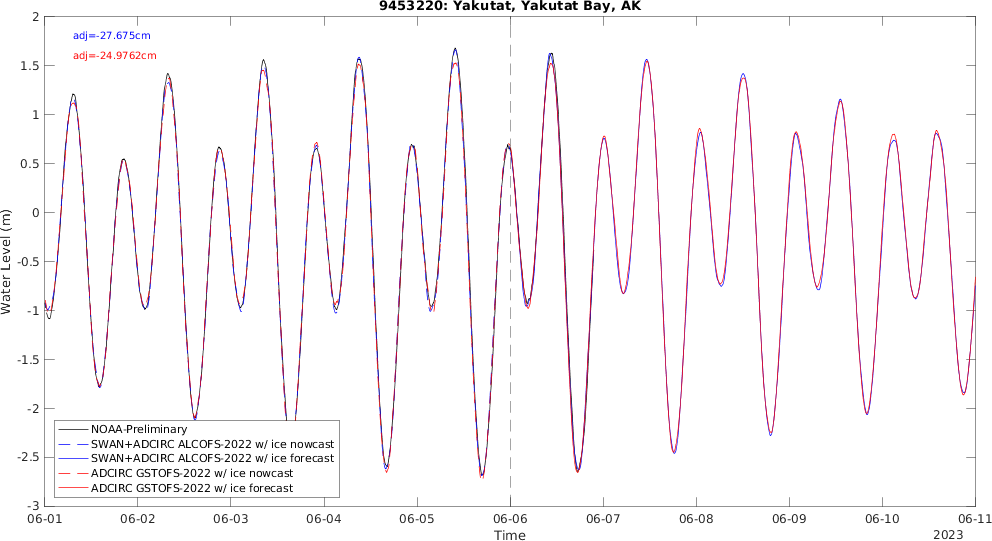 9453220: Yakutat, Yakutat Bay, AK
adj=-27.675cm
adj=-24.9762cm
2
1.5
1
0.5
0
-0.5
-1
-1.5
-2
-2.5
-3
Water Level (m)
NOAA-Preliminary
SWAN+ADCIRC ALCOFS-2022 w/ ice nowcast
SWAN+ADCIRC ALCOFS-2022 w/ ice forecast
ADCIRC GSTOFS-2022 w/ ice nowcast
ADCIRC GSTOFS-2022 w/ ice forecast
06-01 06-02 06-03 06-04 06-05 06-06 06-07 06-08 06-09 06-10 06-11
Time
2023